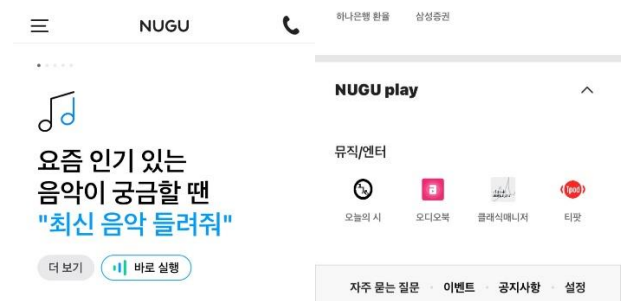 NUGU
요즘 인기 있는
음악이 궁금할 땐
"최신 음악 들려줘"
더 보기
바로 실행
하나은행 환율 삼성증권
NUGU play
뮤직/엔터
오늘의 시 오디오북 클래식매니저 티팟
자주 묻는 질문 이벤트 공지사항 설정